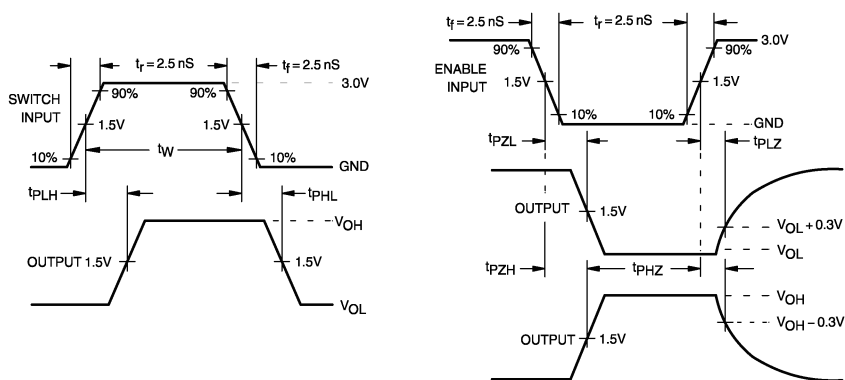 tr = 2.5 nS
tf = 2.5 nS
3.0V
SWITCH
INPUT
90%
90%
1.5V
1.5V
tW
10%
10%
GND
tPLH
tPHL
VOH
OUTPUT
1.5V
1.5V
VOL
tf = 2.5 nS
tr = 2.5 nS
3.0V
90%
90%
ENABLE
INPUT
1.5V
1.5V
10%
10%
GND
tPZL
tPLZ
OUTPUT
1.5V
VOL + 0.3V
VOL
tPZH
tPHZ
VOH
VOH – 0.3V
OUTPUT
1.5V